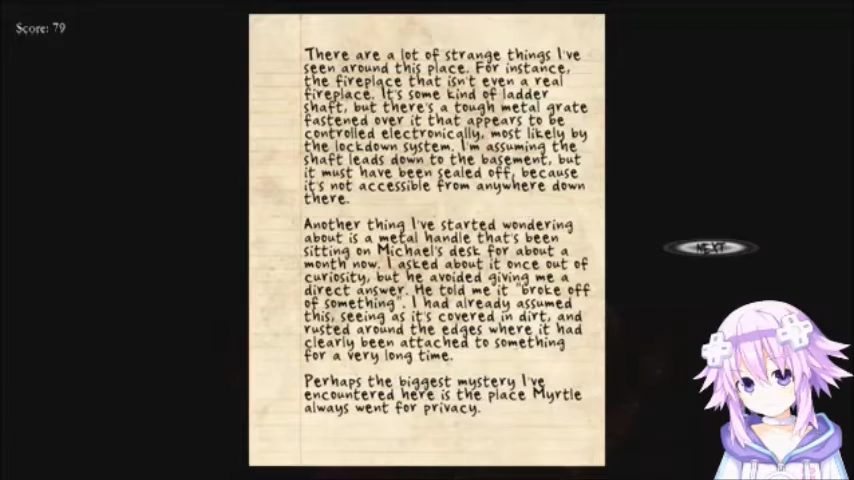 Score: 79
There are a lot of strange things I've
seen around this place. For instance,
the fireplace that isn't even a real
fireplace. It's some kind of ladder
shaft, but there's a tough metal grate
fastened over it that appears to be
controlled electronically, most likely by
the lockdown system. I'm assuming the
shaft leads down to the basement, but
it must have been sealed off, because
it's not accessible from anywhere down
there.
Another thing I've started wondering
about is a metal handle that's been
sitting on Michael's desk for about a
month now. I asked about it once out of
curiosity, but he avoided giving me a
direct answer. He told me it "broke off
of something". I had already assumed
this, seeing as it's covered in dirt, and
rusted around the edges where it had
clearly been attached to something
for a very long time.
Perhaps the biggest mystery I've
encountered here is the place Myrtle
always went for privacy.
NEXT